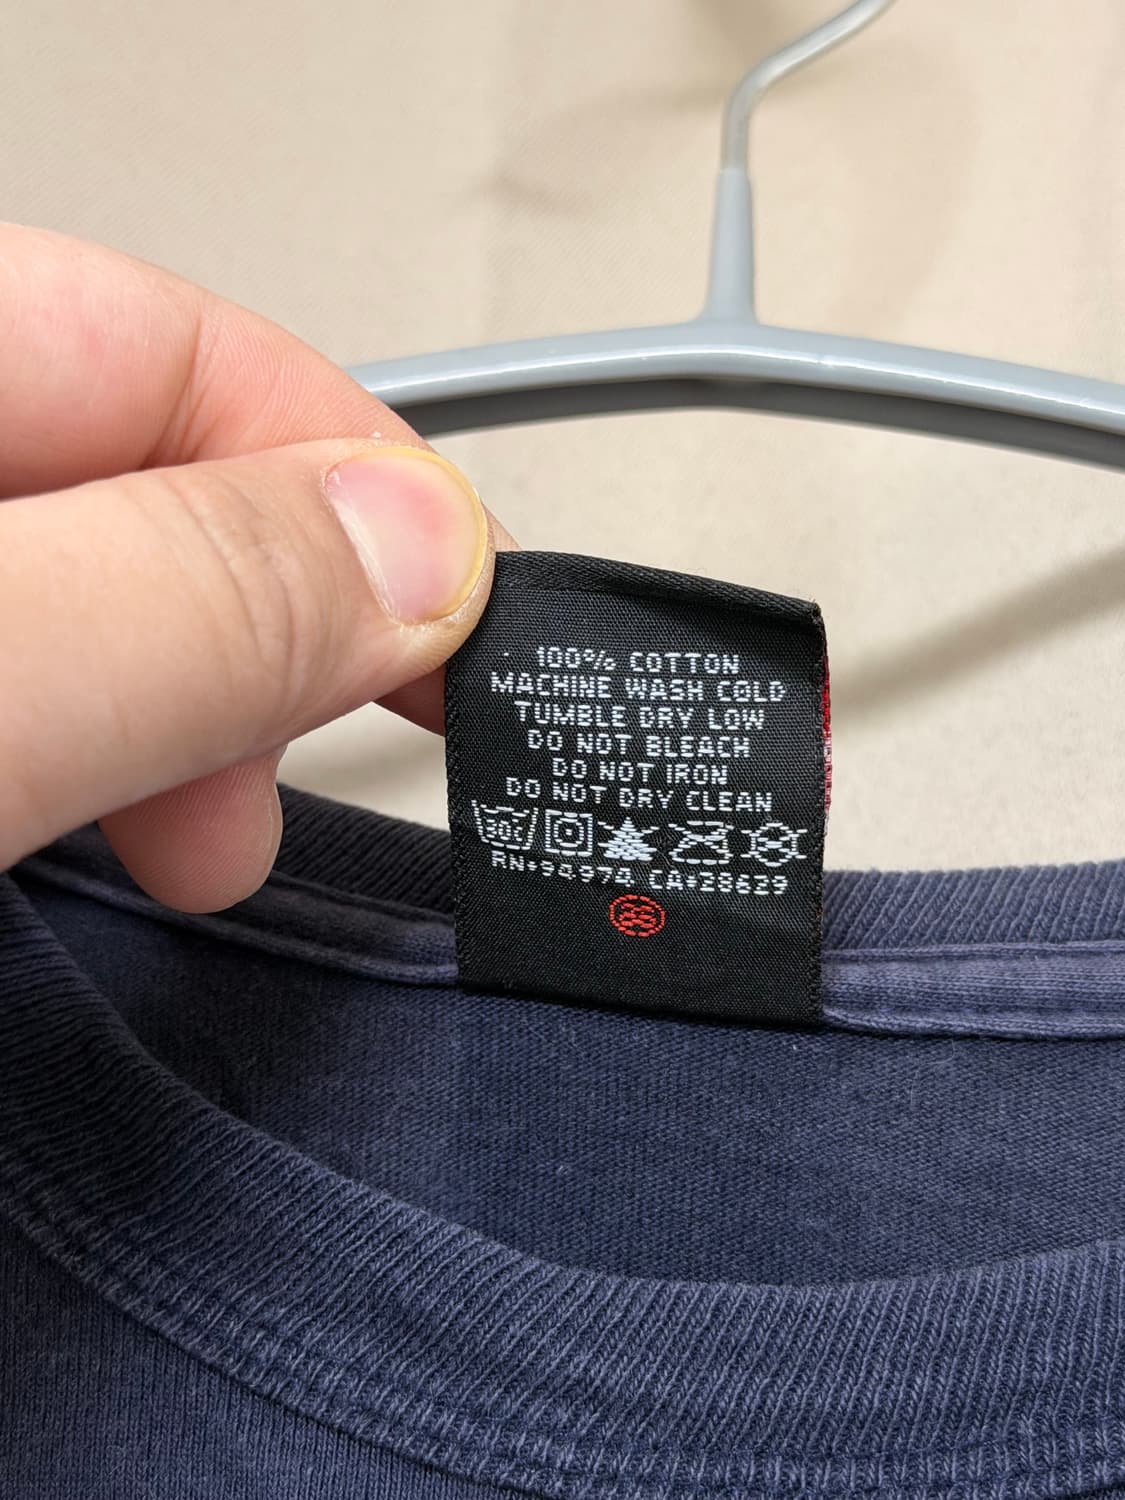 100% COTTON
MACHINE WASH COLD
TUMBLE DRY LOW
DO NOT BLEACH
DO NOT IRON
DO NOT DRY CLEAN
30C
RN#94974 CA#28629